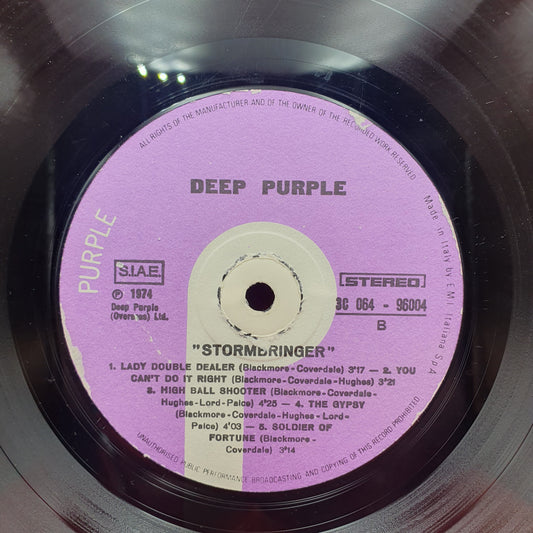 ALL RIGHTS OF THE MANUFACTURER AND OF THE OWNER OF THE RECORDED WORK RESERVED
DEEP PURPLE
PURPLE
S.I.A.E.
Ⓟ 1974
Deep Purple
(Overseas) Ltd.
STEREO
3C 064 - 96004
B
Made in Italy by E.M.I. Italiana S.p.A.
"STORMBRINGER"
1. LADY DOUBLE DEALER (Blackmore-Coverdale) 3'17 – 2. YOU
CAN'T DO IT RIGHT (Blackmore-Coverdale-Hughes) 3'21
3. HIGH BALL SHOOTER (Blackmore-Coverdale-
Hughes-Lord-Paice) 4'25 – 4. THE GYPSY
(Blackmore-Coverdale-Hughes-Lord-
Paice) 4'03 – 5. SOLDIER OF
FORTUNE (Blackmore-
Coverdale) 3'14
UNAUTHORISED PUBLIC PERFORMANCE BROADCASTING AND COPYING OF THIS RECORD PROHIBITED